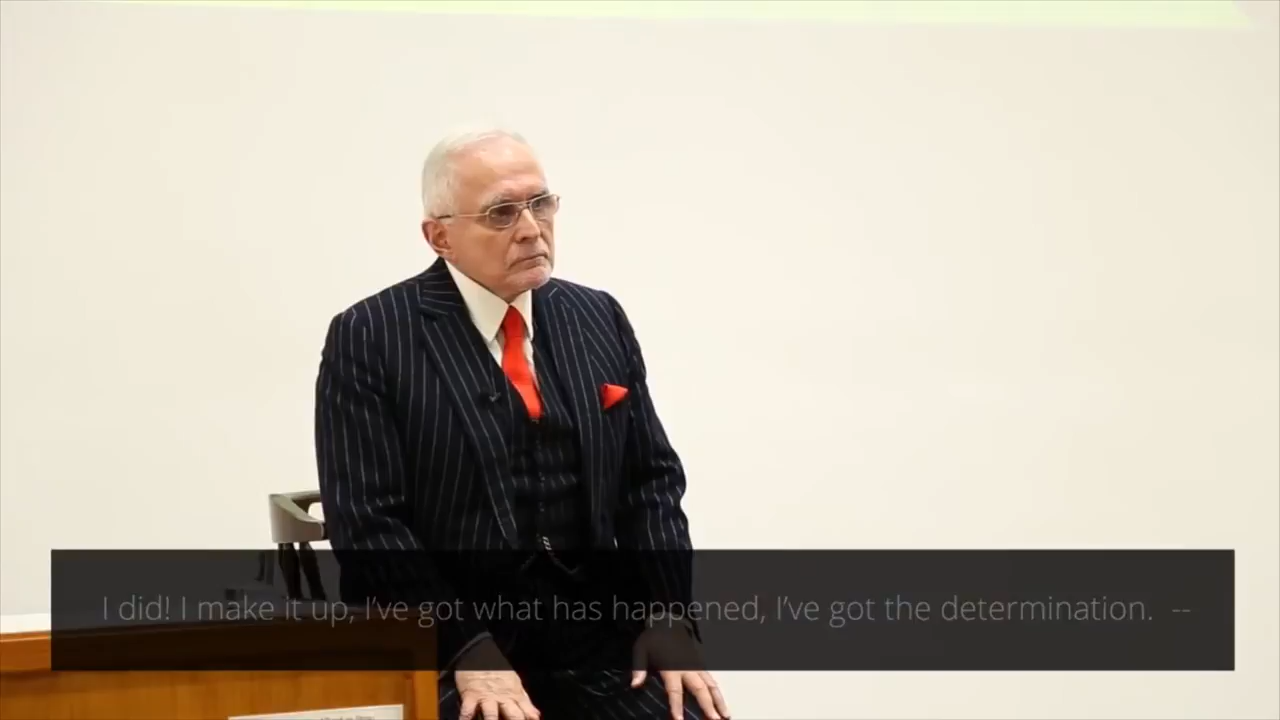 I did! I make it up, I've got what has happened, I've got the determination.  --